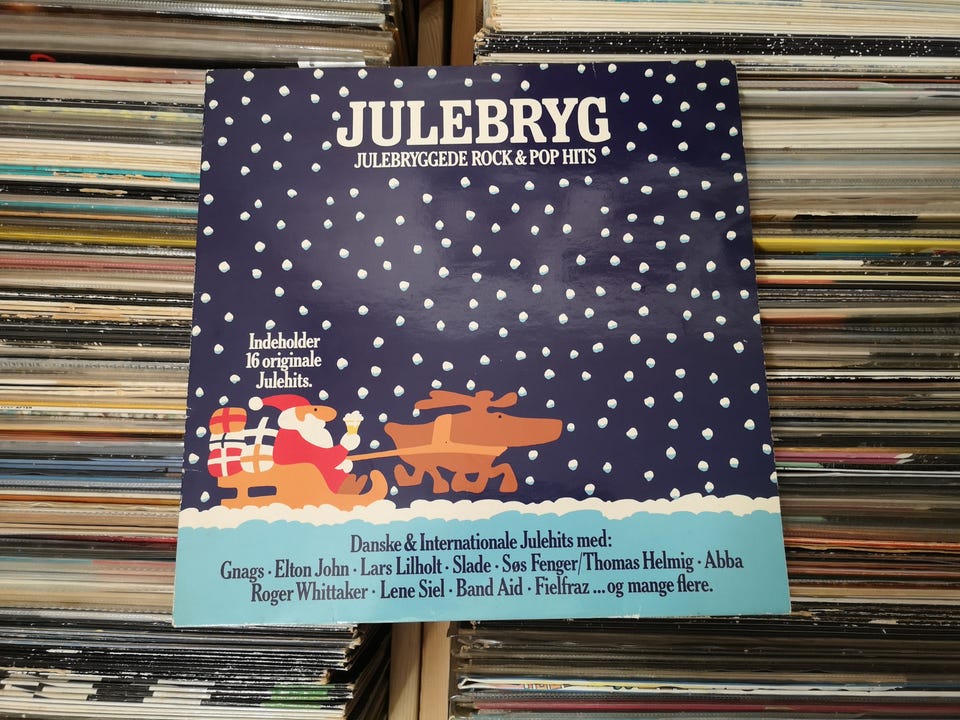 JULEBRYG
JULEBRYGGEDE ROCK & POP HITS
Indeholder
16 originale
Julehits.
Danske & Internationale Julehits med:
Gnags · Elton John · Lars Lilholt · Slade · Søs Fenger/Thomas Helmig · Abba
Roger Whittaker · Lene Siel · Band Aid · Fielfraz ... og mange flere.